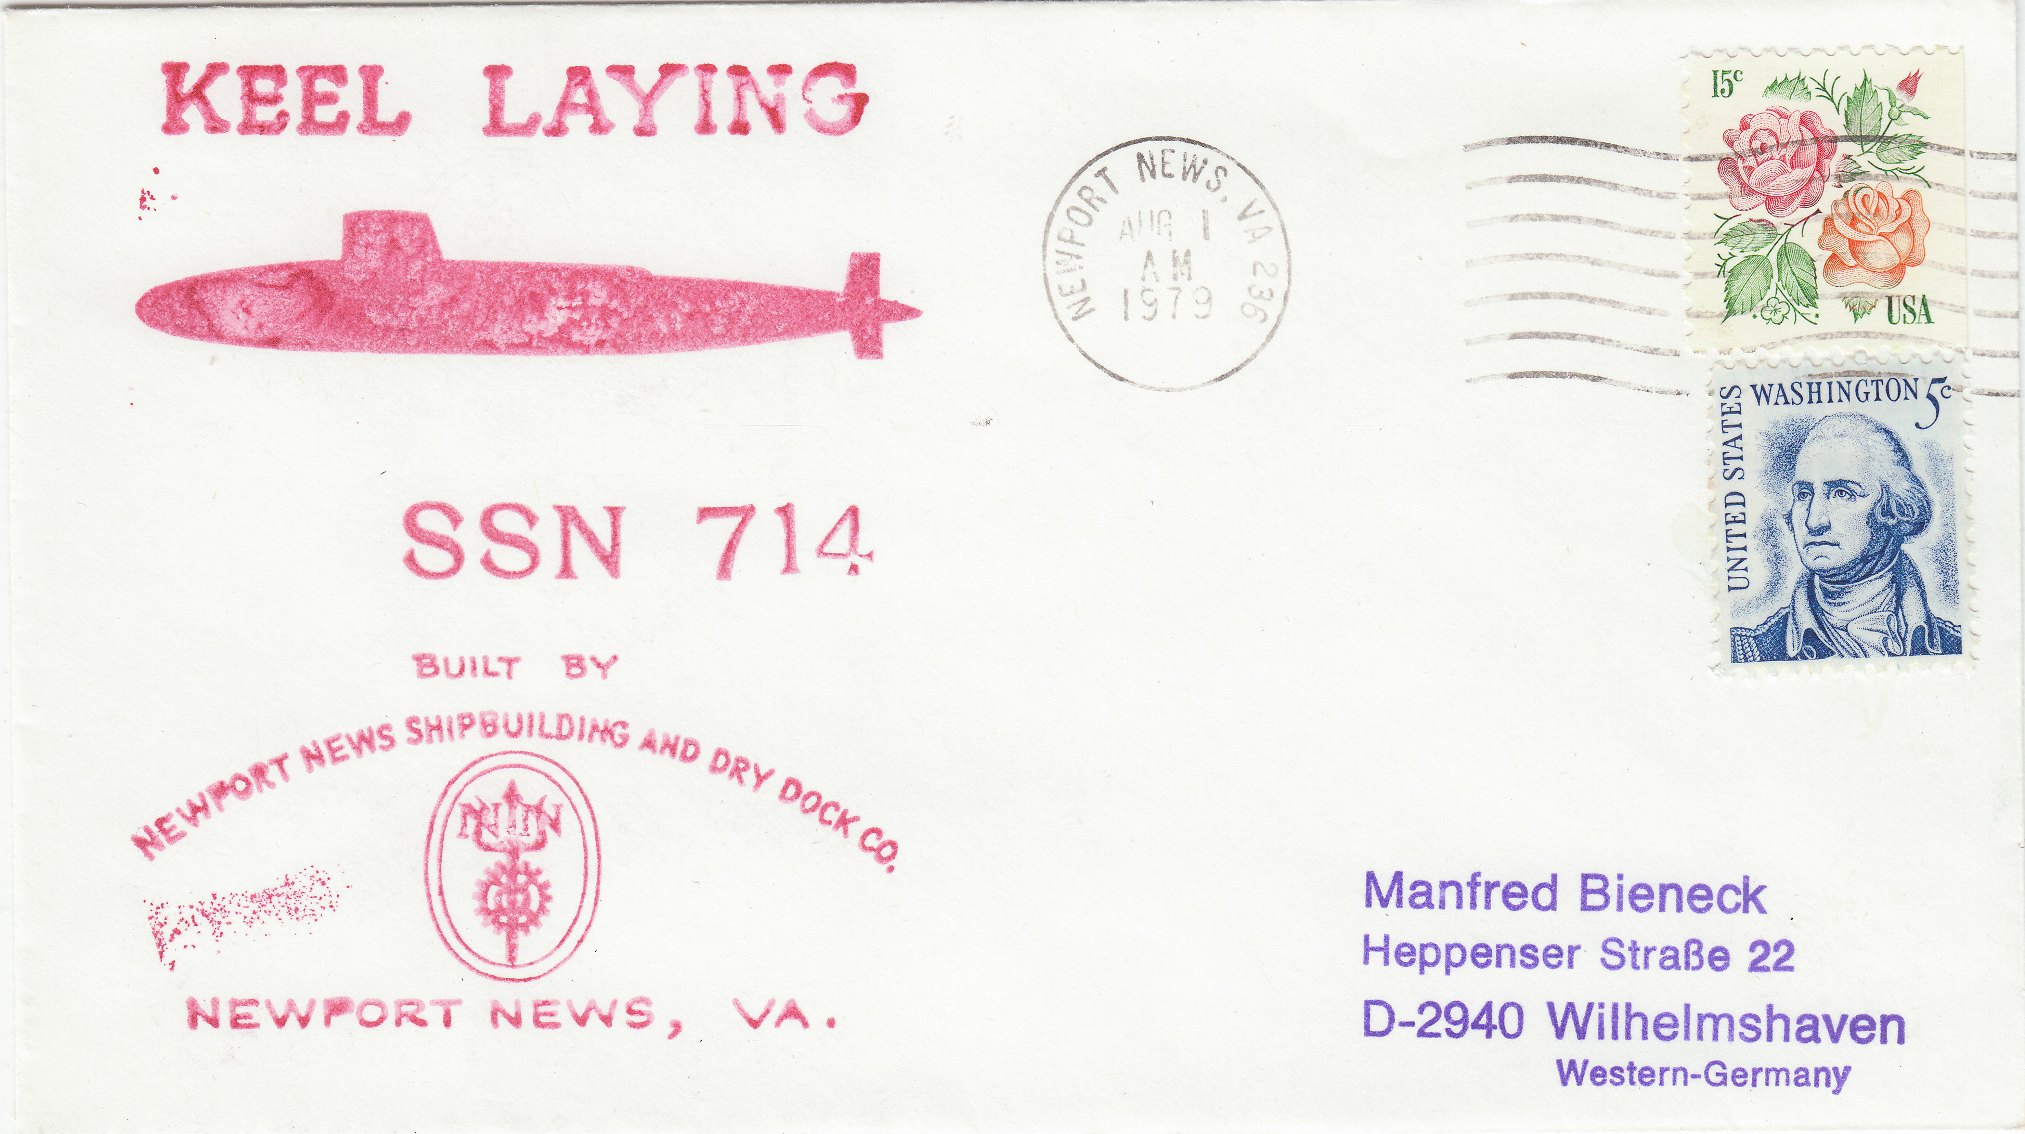 KEEL LAYING
SSN 714
BUILT BY
NEWPORT NEWS SHIPBUILDING AND DRY DOCK CO.
NN
NEWPORT NEWS, VA.
NEWPORT NEWS, VA 236
AUG 1
AM
1979
15c
USA
UNITED STATES
WASHINGTON 5c
Manfred Bieneck
Heppenser Straße 22
D-2940 Wilhelmshaven
Western-Germany